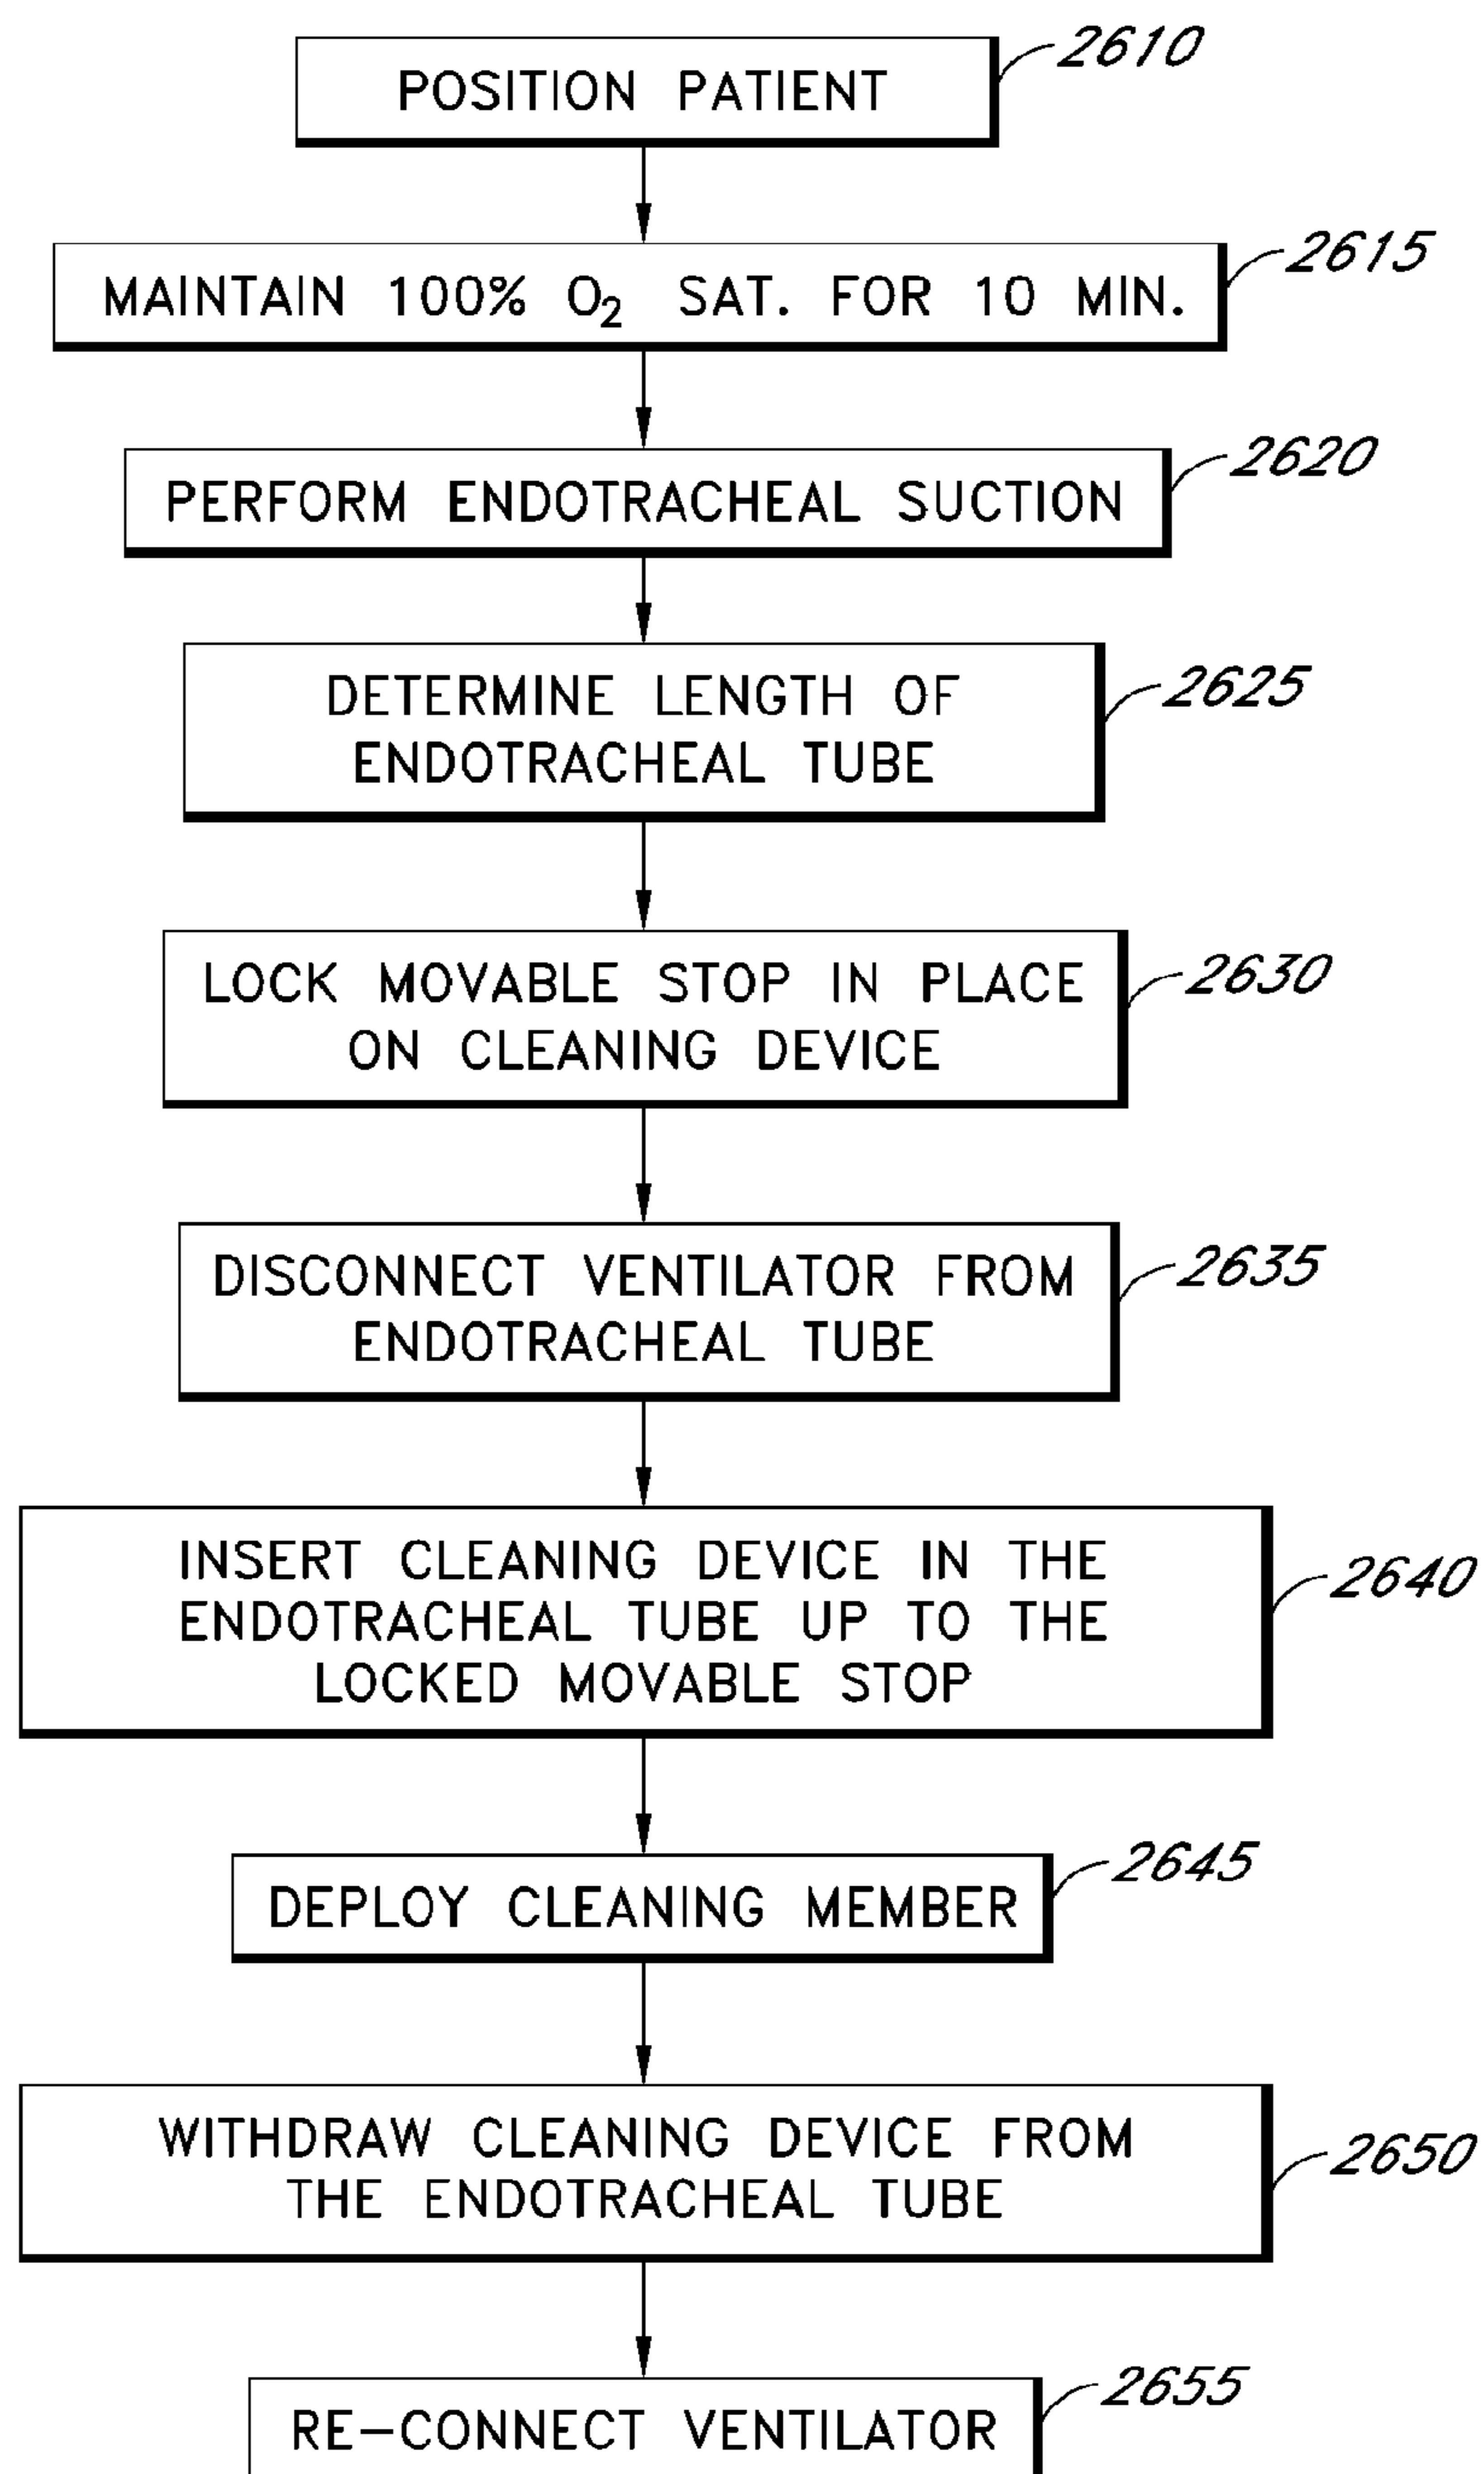 POSITION PATIENT
2610
MAINTAIN 100% O₂ SAT. FOR 10 MIN.
2615
PERFORM ENDOTRACHEAL SUCTION
2620
DETERMINE LENGTH OF
ENDOTRACHEAL TUBE
2625
LOCK MOVABLE STOP IN PLACE
ON CLEANING DEVICE
2630
DISCONNECT VENTILATOR FROM
ENDOTRACHEAL TUBE
2635
INSERT CLEANING DEVICE IN THE
ENDOTRACHEAL TUBE UP TO THE
LOCKED MOVABLE STOP
2640
DEPLOY CLEANING MEMBER
2645
WITHDRAW CLEANING DEVICE FROM
THE ENDOTRACHEAL TUBE
2650
RE-CONNECT VENTILATOR
2655